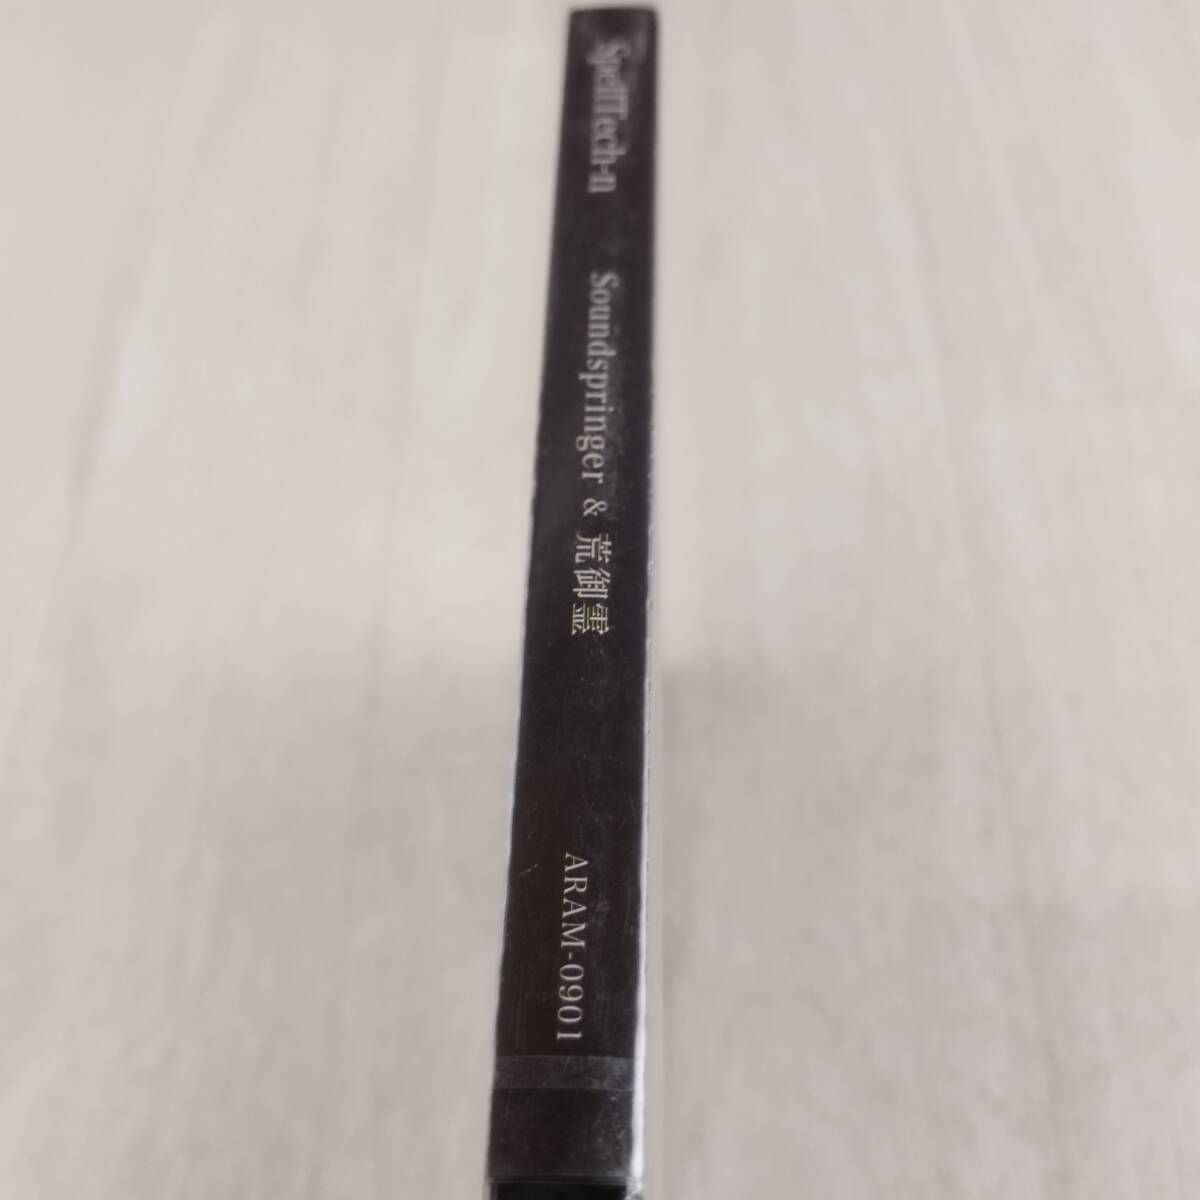 SpellTech-n
Soundspringer & 荒御霊
ARAM-0901